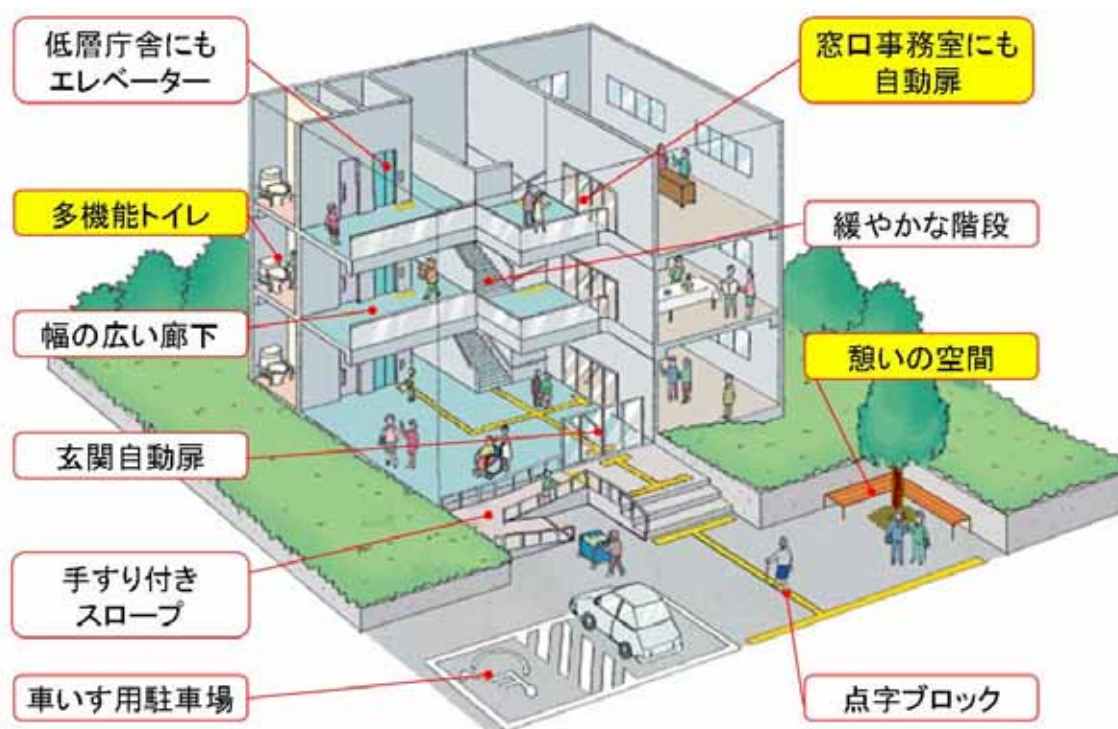 低層庁舎にも
エレベーター
窓口事務室にも
自動扉
多機能トイレ
緩やかな階段
幅の広い廊下
憩いの空間
玄関自動扉
手すり付き
スロープ
車いす用駐車場
点字ブロック